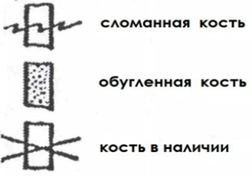 сломанная кость
обугленная кость
кость в наличии